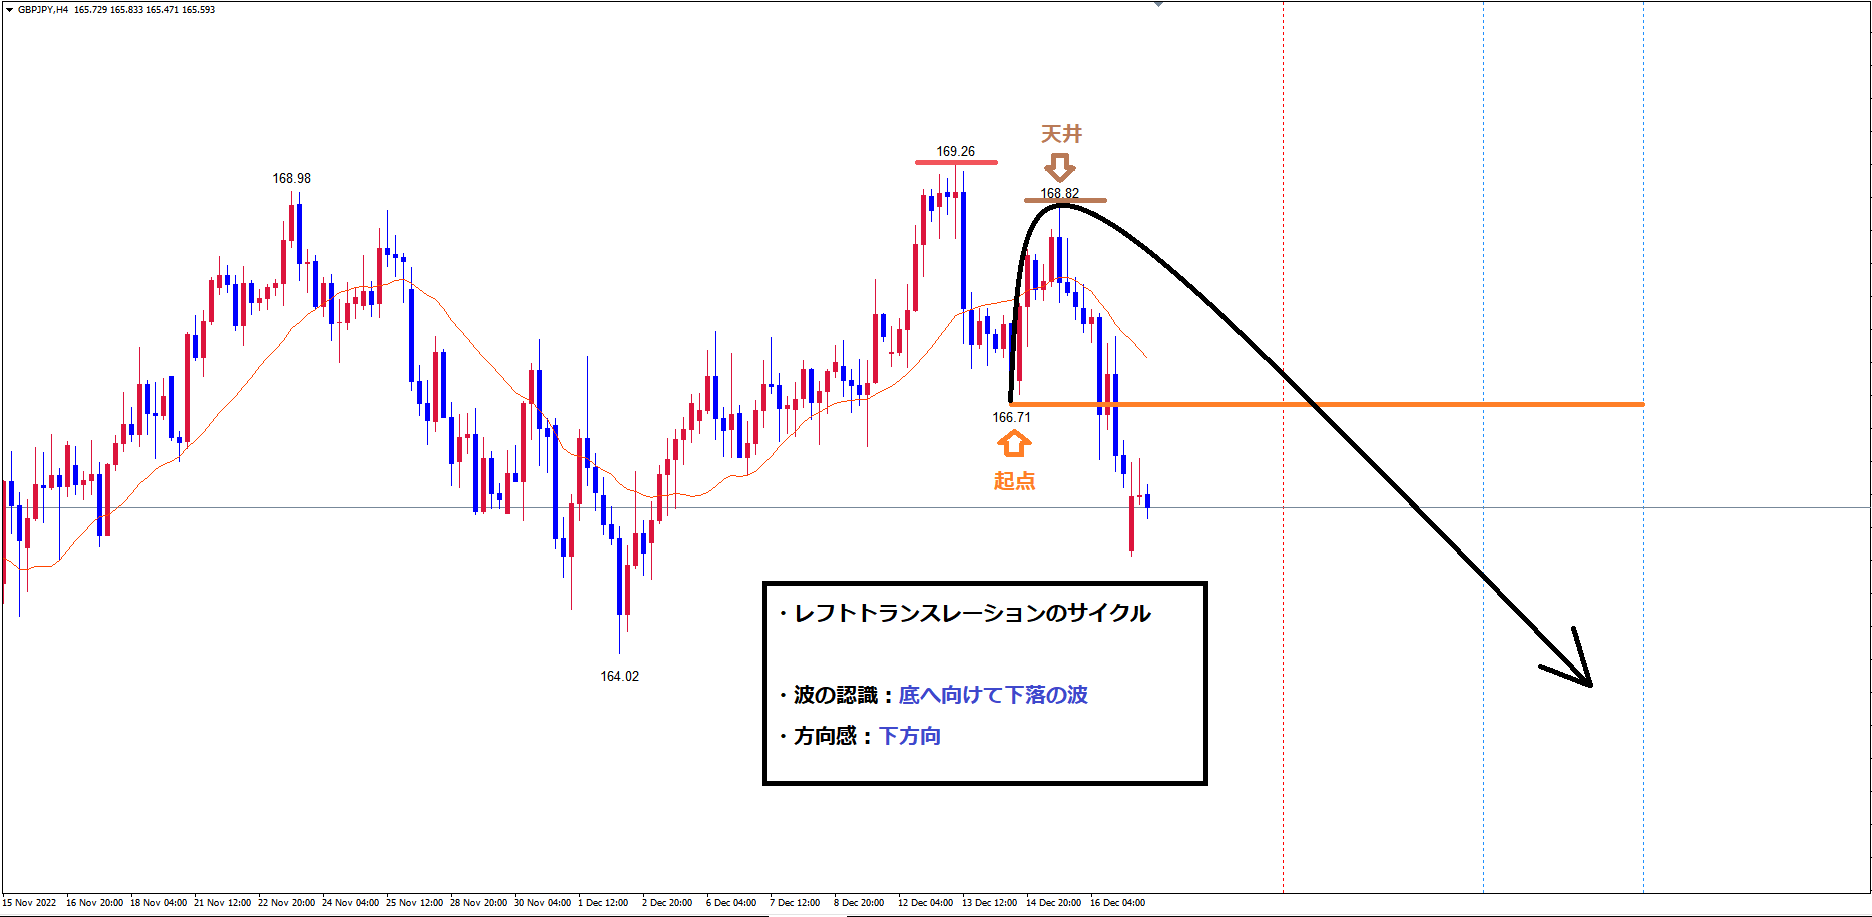 GBPJPY,H4 165.729 165.833 165.471 165.593
天井
169.26
168.98
168.82
166.71
起点
164.02
・レフトトランスレーションのサイクル
・波の認識：底へ向けて下落の波
・方向感：下方向
15 Nov 2022 16 Nov 20:00 18 Nov 04:00 21 Nov 12:00 22 Nov 20:00 24 Nov 04:00 25 Nov 12:00 28 Nov 20:00 30 Nov 04:00 1 Dec 12:00 2 Dec 20:00 6 Dec 04:00 7 Dec 12:00 8 Dec 20:00 12 Dec 04:00 13 Dec 12:00 14 Dec 20:00 16 Dec 04:00